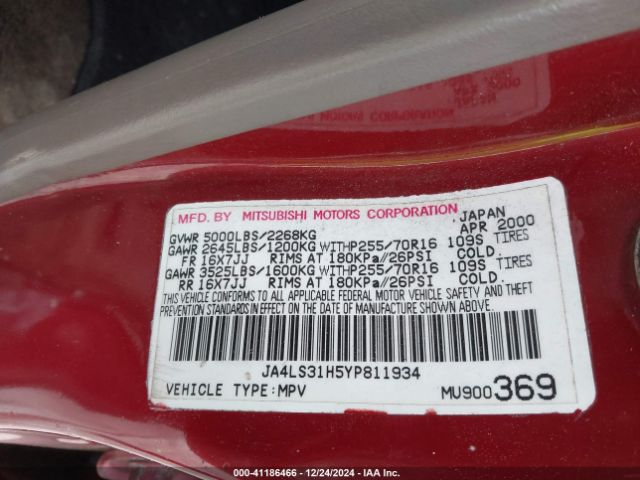 MFD. BY MITSUBISHI MOTORS CORPORATION JAPAN
GVWR 5000LBS/2268KG APR 2000
GAWR 2645LBS/1200KG WITH P255/70R16 109S TIRES
FR 16X7JJ RIMS AT 180KPA//26PSI COLD.
GAWR 3525LBS/1600KG WITH P255/70R16 109S TIRES
RR 16X7JJ RIMS AT 180KPA//26PSI COLD.
THIS VEHICLE CONFORMS TO ALL APPLICABLE FEDERAL MOTOR VEHICLE SAFETY AND THEFT
PREVENTION STANDARDS IN EFFECT ON THE DATE OF MANUFACTURE SHOWN ABOVE.
JA4LS31H5YP811934
VEHICLE TYPE:MPV MU900369
000-41186466 - 12/24/2024 - IAA Inc.